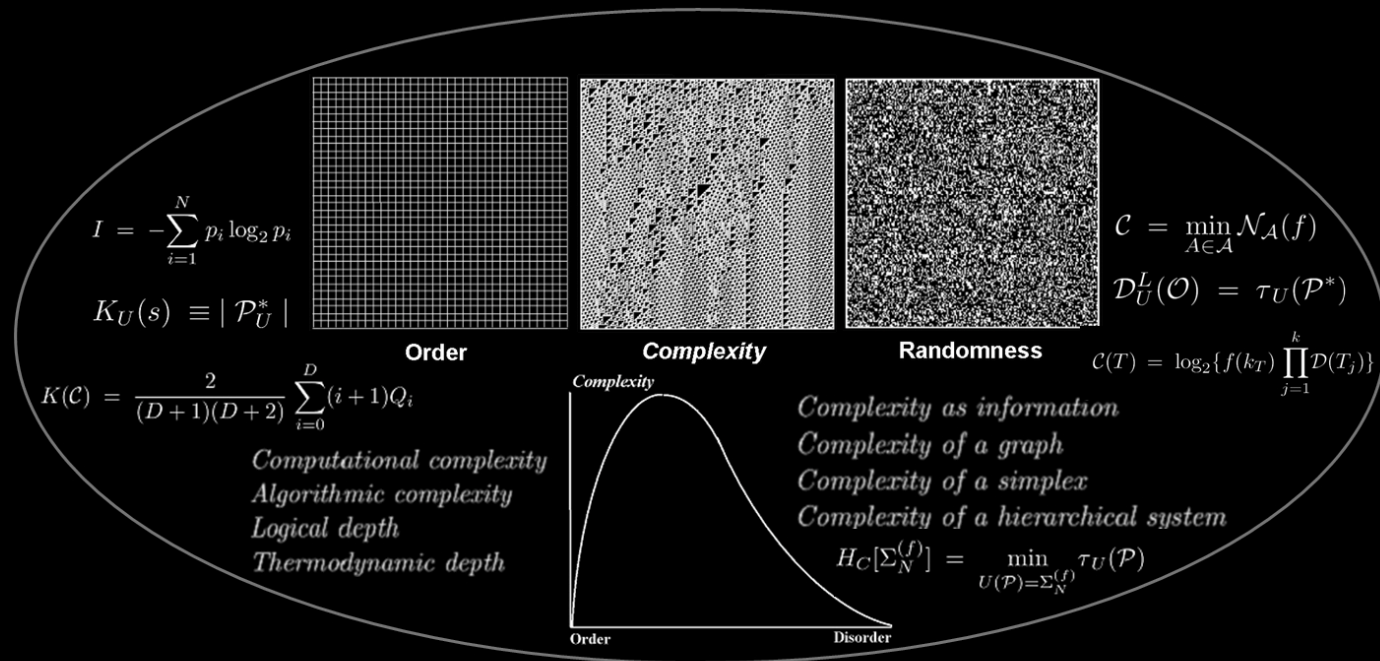 Order
Complexity
Randomness
I = −∑_{i=1}^{N} p_i log_2 p_i
K_U(s) ≡ | P*_U |
K(C) = 2/((D+1)(D+2)) ∑_{i=0}^{D} (i+1)Q_i
Computational complexity
Algorithmic complexity
Logical depth
Thermodynamic depth
Complexity
Order
Disorder
C = min_{A∈A} N_A(f)
D^L_U(O) = τ_U(P*)
C(T) = log_2{f(k_T) ∏_{j=1}^{k} D(T_j)}
Complexity as information
Complexity of a graph
Complexity of a simplex
Complexity of a hierarchical system
H_C[Σ_N^{(f)}] = min_{U(P)=Σ_N^{(f)}} τ_U(P)